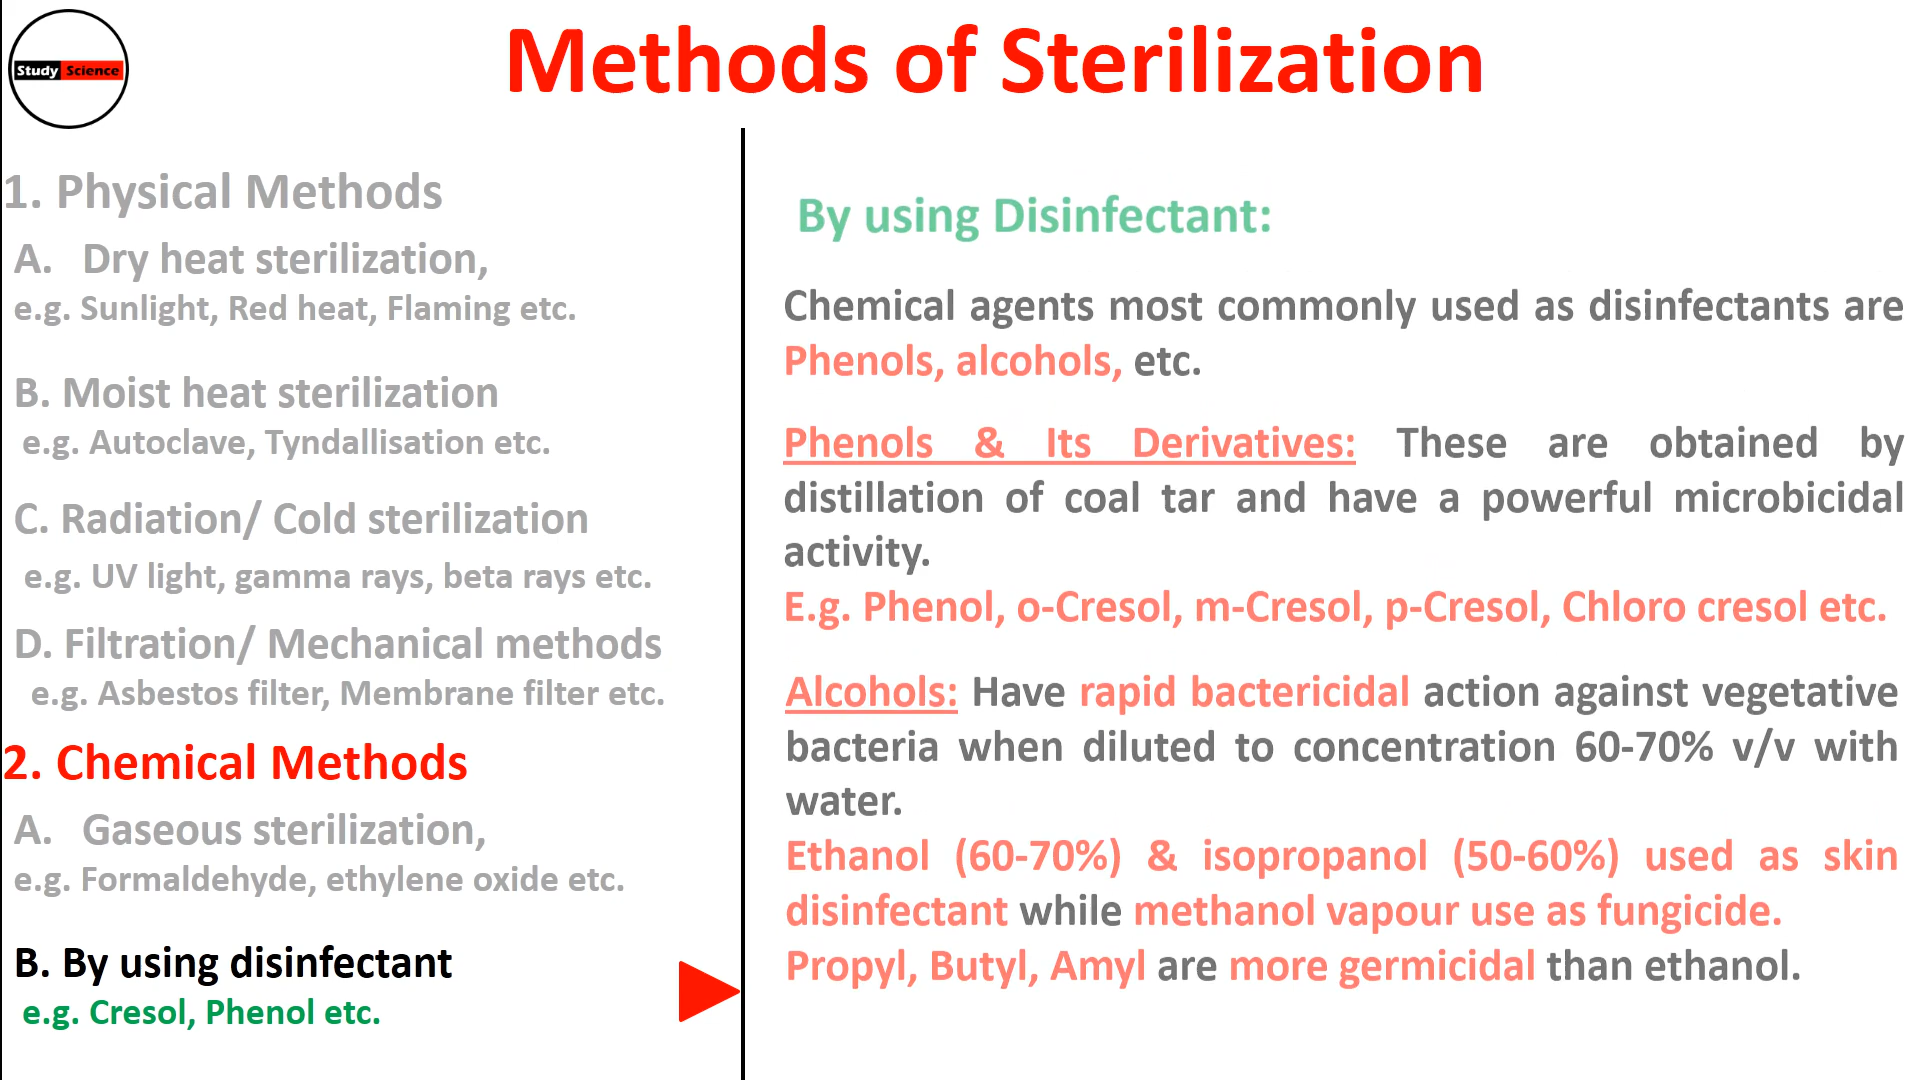 Study Science
Methods of Sterilization
1. Physical Methods
A. Dry heat sterilization,
e.g. Sunlight, Red heat, Flaming etc.
B. Moist heat sterilization
e.g. Autoclave, Tyndallisation etc.
C. Radiation/ Cold sterilization
e.g. UV light, gamma rays, beta rays etc.
D. Filtration/ Mechanical methods
e.g. Asbestos filter, Membrane filter etc.
2. Chemical Methods
A. Gaseous sterilization,
e.g. Formaldehyde, ethylene oxide etc.
B. By using disinfectant
e.g. Cresol, Phenol etc.
By using Disinfectant:
Chemical agents most commonly used as disinfectants are
Phenols, alcohols, etc.
Phenols & Its Derivatives: These are obtained by
distillation of coal tar and have a powerful microbicidal
activity.
E.g. Phenol, o-Cresol, m-Cresol, p-Cresol, Chloro cresol etc.
Alcohols: Have rapid bactericidal action against vegetative
bacteria when diluted to concentration 60-70% v/v with
water.
Ethanol (60-70%) & isopropanol (50-60%) used as skin
disinfectant while methanol vapour use as fungicide.
Propyl, Butyl, Amyl are more germicidal than ethanol.